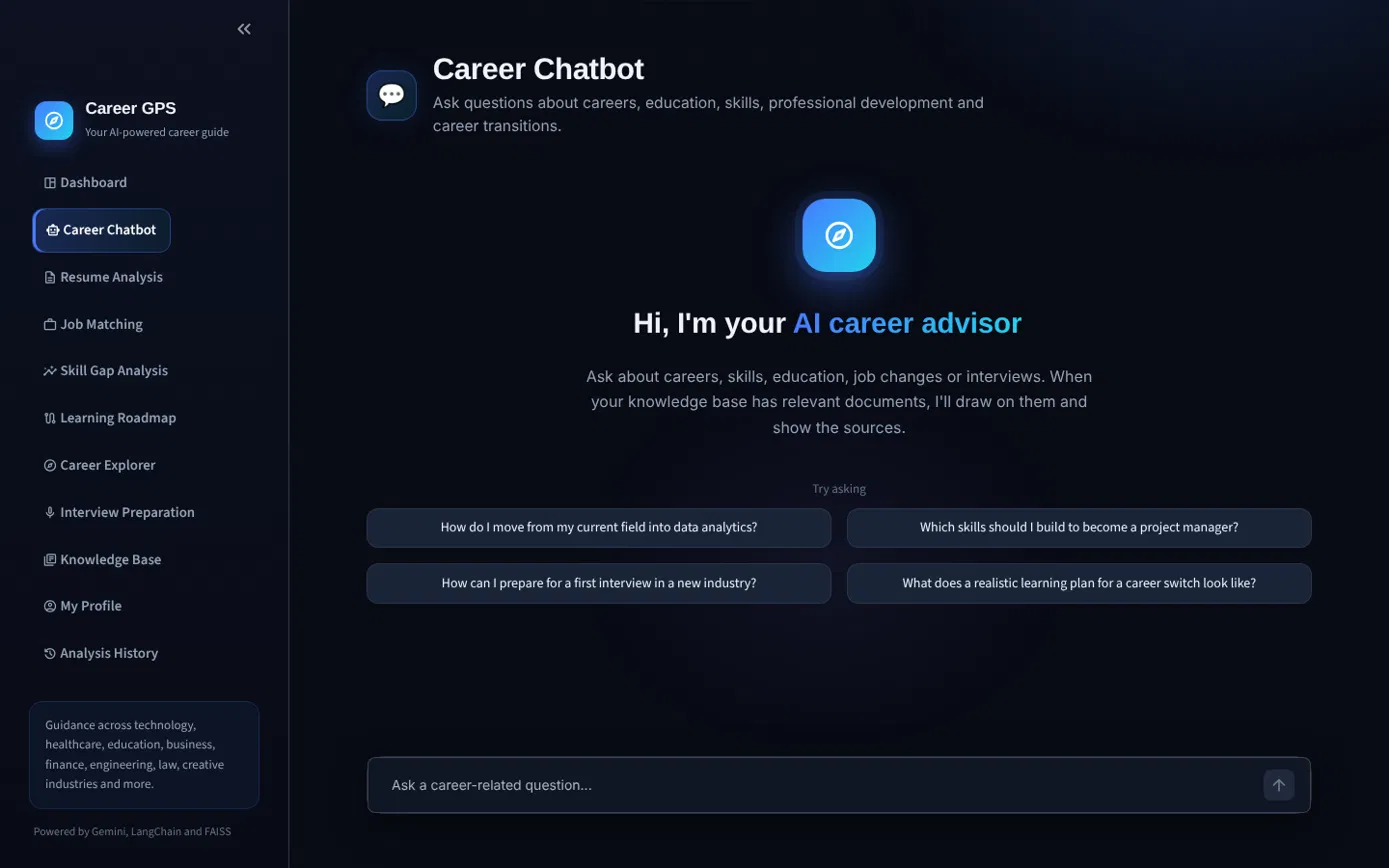 Career GPS
Your AI-powered career guide
Dashboard
Career Chatbot
Resume Analysis
Job Matching
Skill Gap Analysis
Learning Roadmap
Career Explorer
Interview Preparation
Knowledge Base
My Profile
Analysis History
Guidance across technology,
healthcare, education, business,
finance, engineering, law, creative
industries and more.
Powered by Gemini, LangChain and FAISS
Career Chatbot
Ask questions about careers, education, skills, professional development and
career transitions.
Hi, I'm your AI career advisor
Ask about careers, skills, education, job changes or interviews. When
your knowledge base has relevant documents, I'll draw on them and
show the sources.
Try asking
How do I move from my current field into data analytics?
Which skills should I build to become a project manager?
How can I prepare for a first interview in a new industry?
What does a realistic learning plan for a career switch look like?
Ask a career-related question...